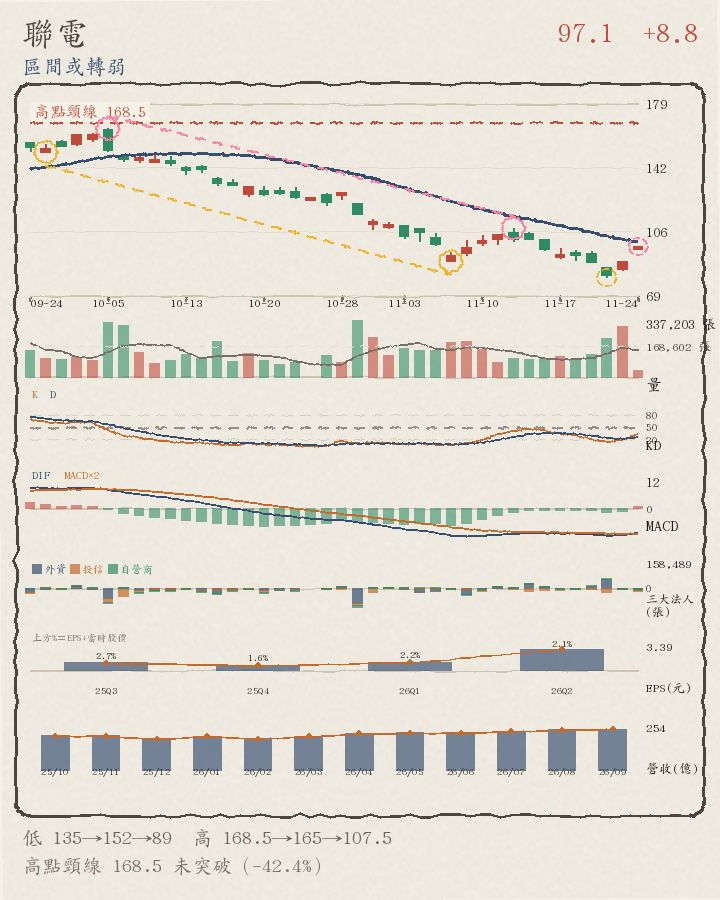 聯電
97.1 +8.8
區間或轉弱
高點頸線 168.5
179
142
106
69
09-24 10-05 10-13 10-20 10-28 11-03 11-10 11-17 11-24
337,203 張
168,602 張
量
K D
80
50
20
KD
DIF MACD×2
12
0
MACD
外資 投信 自營商
158,489
0
三大法人
(張)
上方%=EPS÷當時股價
2.7% 1.6% 2.2% 2.1%
3.39
25Q3 25Q4 26Q1 26Q2
EPS(元)
254
25/10 25/11 25/12 26/01 26/02 26/03 26/04 26/05 26/06 26/07 26/08 26/09
營收(億)
低 135→152→89 高 168.5→165→107.5
高點頸線 168.5 未突破 (-42.4%)